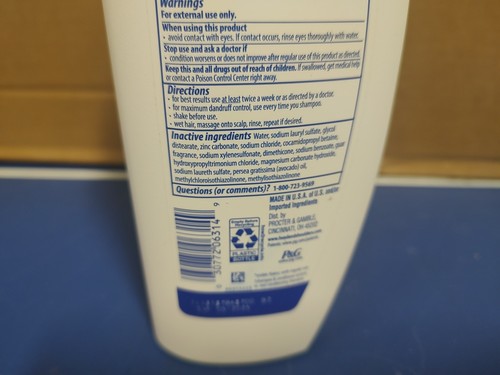 Warnings
For external use only.
When using this product
• avoid contact with eyes. If contact occurs, rinse eyes thoroughly with water.
Stop use and ask a doctor if
• condition worsens or does not improve after regular use of this product as directed.
Keep this and all drugs out of reach of children. If swallowed, get medical help
or contact a Poison Control Center right away.
Directions
• for best results use at least twice a week or as directed by a doctor.
• for maximum dandruff control, use every time you shampoo.
• shake before use.
• wet hair, massage onto scalp, rinse, repeat if desired.
Inactive ingredients Water, sodium lauryl sulfate, glycol
distearate, zinc carbonate, sodium chloride, cocamidopropyl betaine,
fragrance, sodium xylenesulfonate, dimethicone, sodium benzoate, guar
hydroxypropyltrimonium chloride, magnesium carbonate hydroxide,
sodium laureth sulfate, persea gratissima (avocado) oil,
methylchloroisothiazolinone, methylisothiazolinone
Questions (or comments)? 1-800-723-9569
MADE IN U.S.A. of U.S. and/or
Imported Ingredients
Dist. by
PROCTER & GAMBLE,
CINCINNATI, OH 45202
P&G
Empty Before
Recycling
PLASTIC
BOTTLE
30772 06314 9